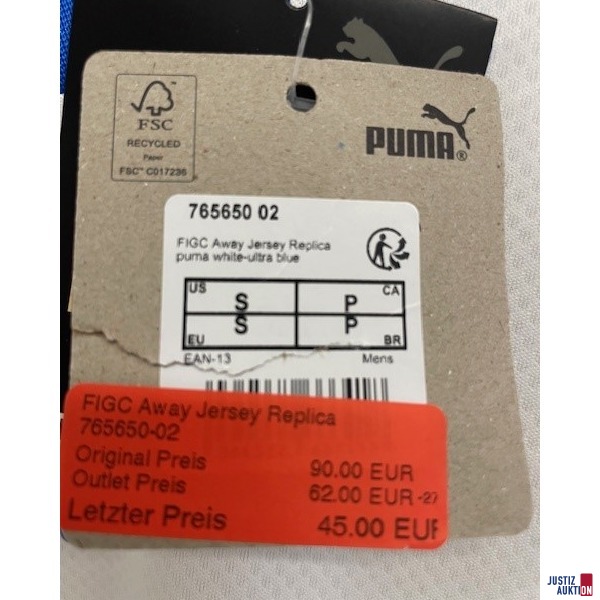 FSC
RECYCLED
Paper
FSC™ C017236
PUMA®
765650 02
FIGC Away Jersey Replica
puma white-ultra blue
US S P CA
EU S P BR
EAN-13 Mens
FIGC Away Jersey Replica
765650-02
Original Preis 90.00 EUR
Outlet Preis 62.00 EUR -27
Letzter Preis 45.00 EUR
JUSTIZ
AUKTION